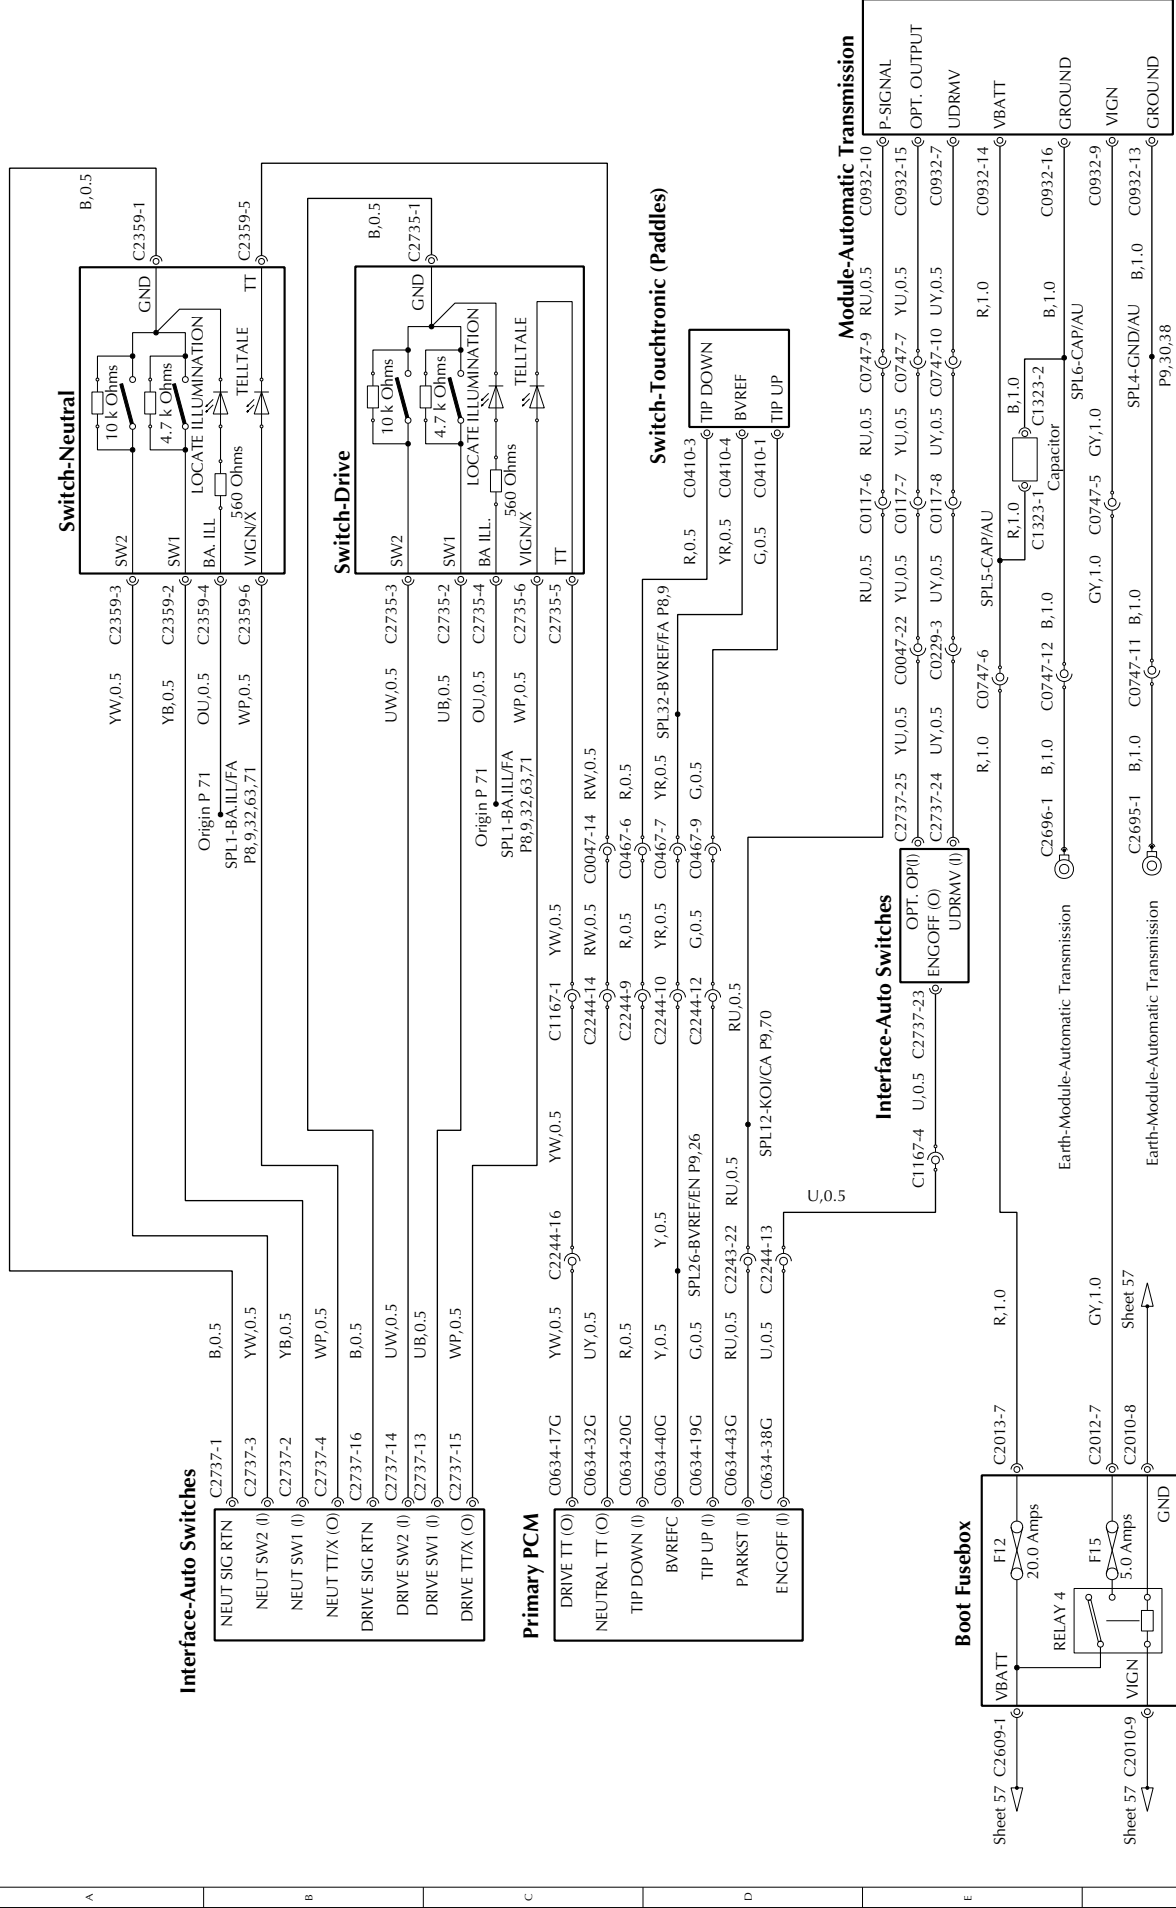 Switch-Neutral
SW2
SW1
BA. ILL
VIGN/X
10 k Ohms
4.7 k Ohms
LOCATE ILLUMINATION
560 Ohms
TELLTALE
GND
TT
C2359-3
C2359-2
C2359-4
C2359-6
C2359-1
C2359-5
B,0.5
YW,0.5
YB,0.5
OU,0.5
WP,0.5
Origin P 71
SPL1-BA.ILL/FA
P8,9,32,63,71
Switch-Drive
SW2
SW1
BA ILL.
VIGN/X
TT
10 k Ohms
4.7 k Ohms
LOCATE ILLUMINATION
560 Ohms
TELLTALE
GND
C2735-3
C2735-2
C2735-4
C2735-6
C2735-5
C2735-1
B,0.5
UW,0.5
UB,0.5
OU,0.5
WP,0.5
Origin P 71
SPL1-BA.ILL/FA
P8,9,32,63,71
Interface-Auto Switches
NEUT SIG RTN
NEUT SW2 (I)
NEUT SW1 (I)
NEUT TT/X (O)
DRIVE SIG RTN
DRIVE SW2 (I)
DRIVE SW1 (I)
DRIVE TT/X (O)
C2737-1
C2737-3
C2737-2
C2737-4
C2737-16
C2737-14
C2737-13
C2737-15
B,0.5
YW,0.5
YB,0.5
WP,0.5
B,0.5
UW,0.5
UB,0.5
WP,0.5
Primary PCM
DRIVE TT (O)
NEUTRAL TT (O)
TIP DOWN (I)
BVREFC
TIP UP (I)
PARKST (I)
ENGOFF (I)
C0634-17G YW,0.5 C2244-16 YW,0.5 C1167-1 YW,0.5
C0634-32G UY,0.5 C2244-14 RW,0.5 C0047-14 RW,0.5
C0634-20G R,0.5 C2244-9 R,0.5 C0467-6 R,0.5
C0634-40G Y,0.5 Y,0.5 C2244-10 YR,0.5 C0467-7 YR,0.5
SPL26-BVREF/EN P9,26
SPL32-BVREF/FA P8,9
C0634-19G G,0.5 C2244-12 G,0.5 C0467-9 G,0.5
C0634-43G RU,0.5 C2243-22 RU,0.5 RU,0.5
SPL12-KOI/CA P9,70
C0634-38G U,0.5 C2244-13
U,0.5
Switch-Touchtronic (Paddles)
TIP DOWN
BVREF
TIP UP
R,0.5 C0410-3
YR,0.5 C0410-4
G,0.5 C0410-1
Interface-Auto Switches
OPT. OP(I)
ENGOFF (O)
UDRMV (I)
C1167-4 U,0.5 C2737-23
Module-Automatic Transmission
P-SIGNAL
OPT. OUTPUT
UDRMV
VBATT
GROUND
VIGN
GROUND
RU,0.5 C0117-6 RU,0.5 C0747-9 RU,0.5 C0932-10
C2737-25 YU,0.5 C0047-22 YU,0.5 C0117-7 YU,0.5 C0747-7 YU,0.5 C0932-15
C2737-24 UY,0.5 C0229-3 UY,0.5 C0117-8 UY,0.5 C0747-10 UY,0.5 C0932-7
R,1.0 R,1.0 C0747-6 SPL5-CAP/AU R,1.0 C0932-14
R,1.0 C1323-1
Capacitor
B,1.0 C1323-2
C2696-1 B,1.0 C0747-12 B,1.0 SPL6-CAP/AU B,1.0 C0932-16
Earth-Module-Automatic Transmission
GY,1.0 GY,1.0 C0747-5 GY,1.0 C0932-9
C2695-1 B,1.0 C0747-11 B,1.0 SPL4-GND/AU B,1.0 C0932-13
P9,30,38
Earth-Module-Automatic Transmission
Boot Fusebox
VBATT
F12
20.0 Amps
F15
5.0 Amps
RELAY 4
VIGN
GND
Sheet 57 C2609-1
Sheet 57 C2010-9
C2013-7
C2012-7
C2010-8
Sheet 57
A
B
C
D
E